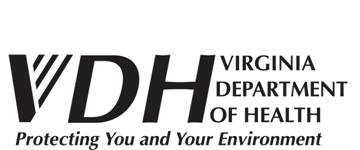 VDH
VIRGINIA
DEPARTMENT
OF HEALTH
Protecting You and Your Environment